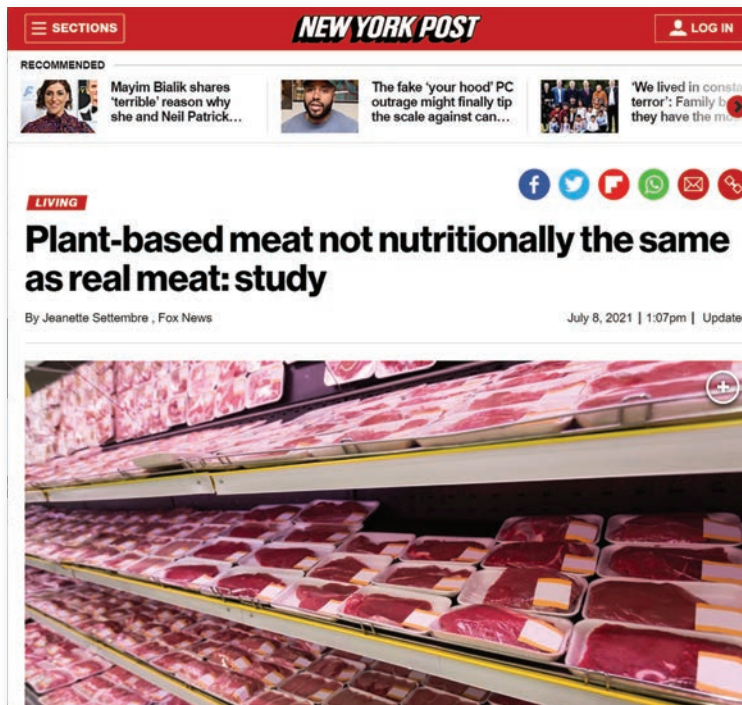 SECTIONS
NEW YORK POST
LOG IN
RECOMMENDED
Mayim Bialik shares
‘terrible’ reason why
she and Neil Patrick...
The fake ‘your hood’ PC
outrage might finally tip
the scale against can...
‘We lived in
terror’: Family
they have the
LIVING
Plant-based meat not nutritionally the same
as real meat: study
By Jeanette Settembre , Fox News
July 8, 2021 | 1:07pm | Update